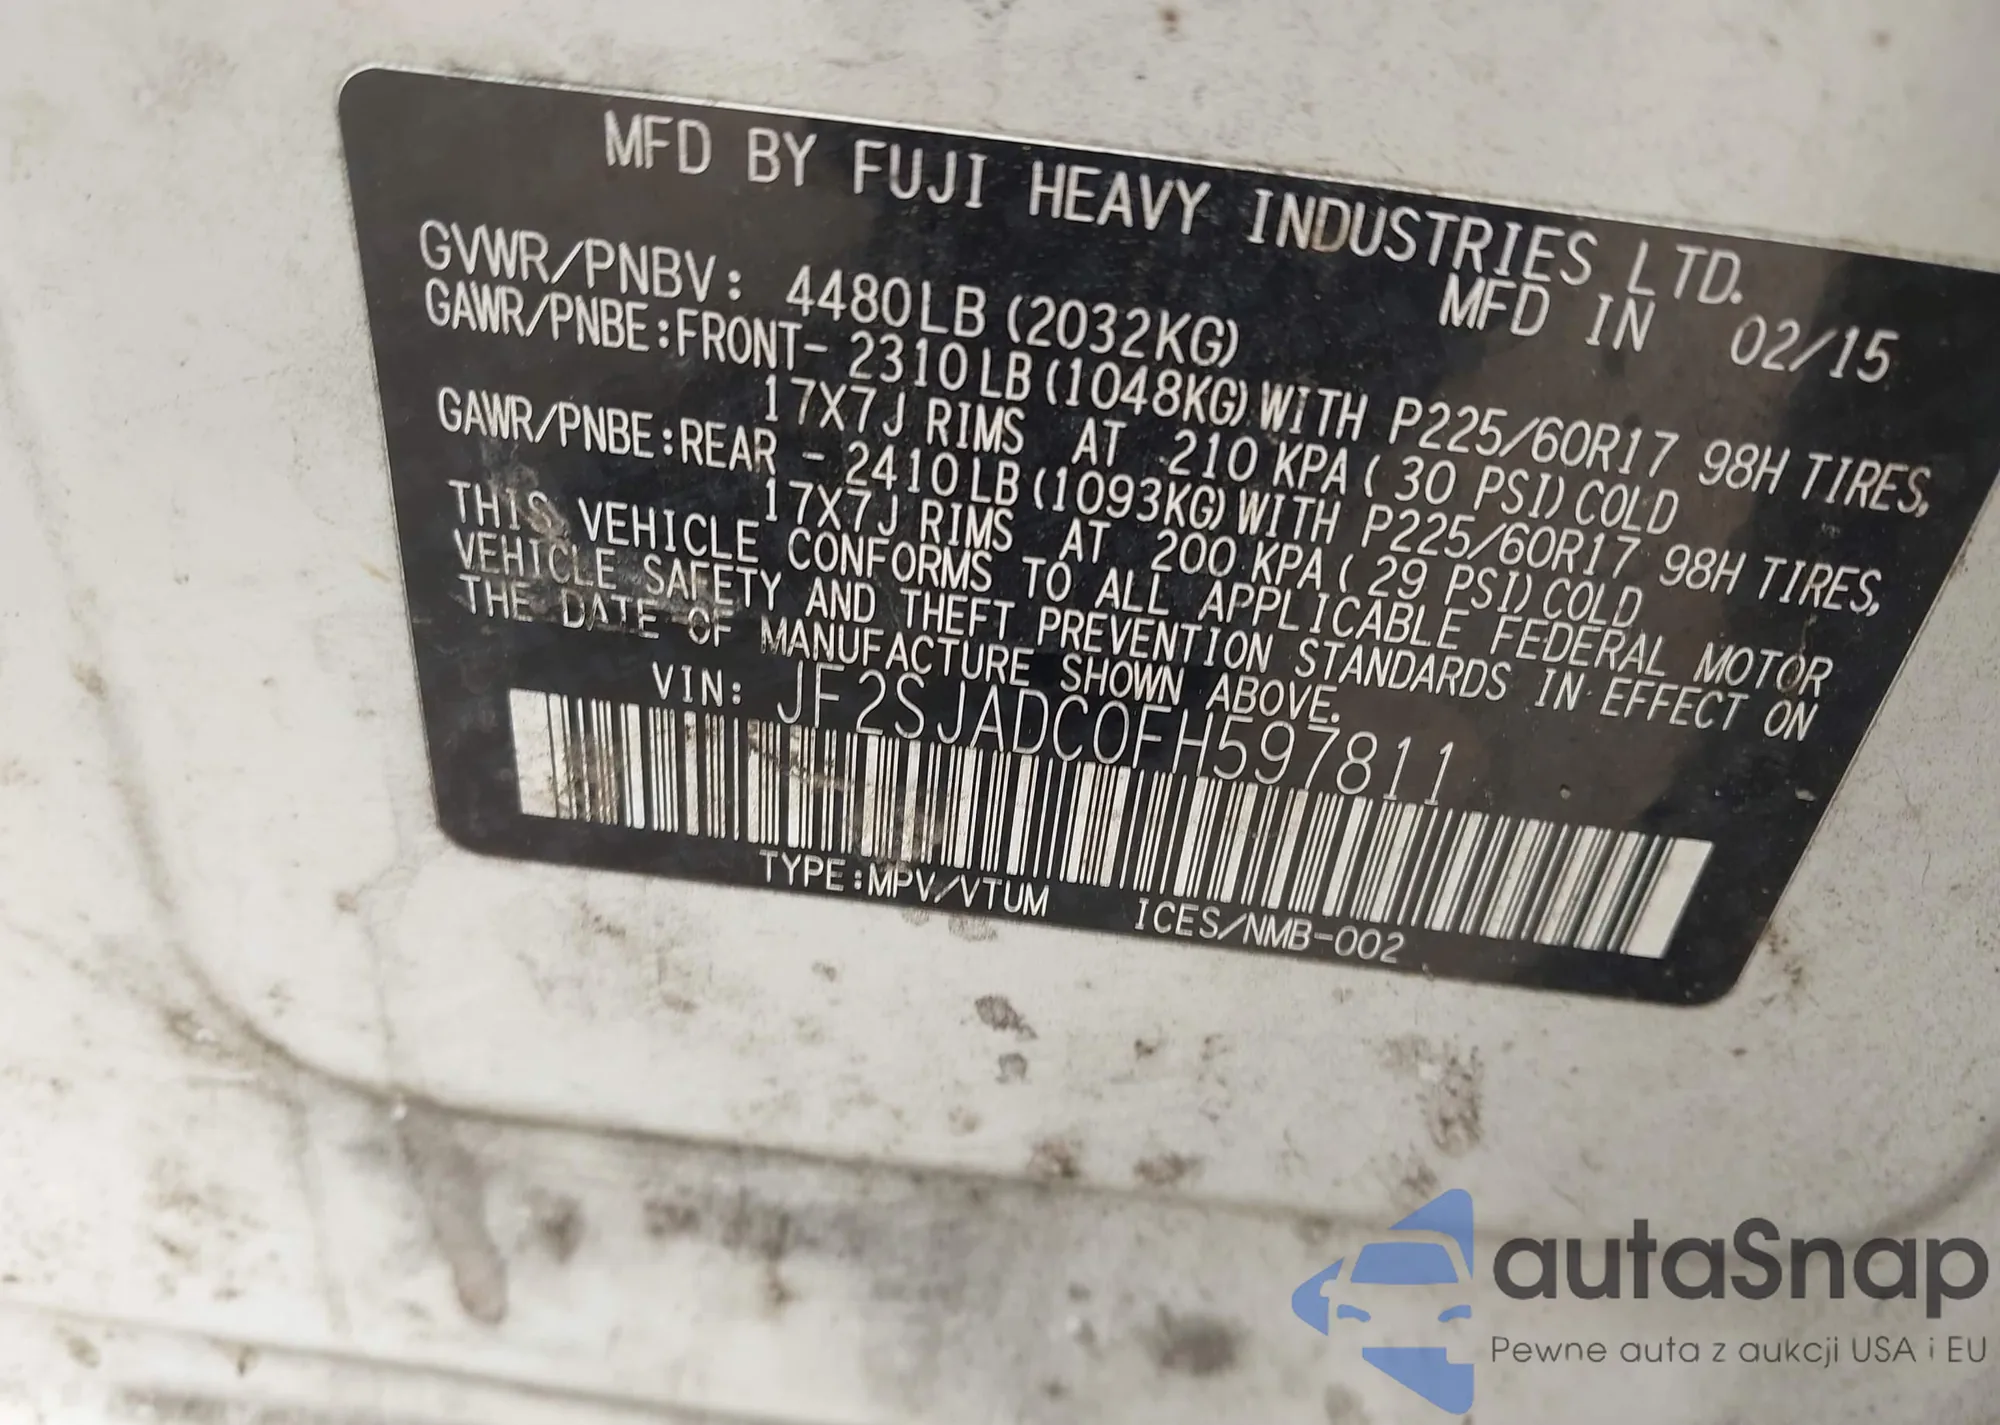 MFD BY FUJI HEAVY INDUSTRIES LTD.
MFD IN 02/15
GVWR/PNBV: 4480LB (2032KG)
GAWR/PNBE:FRONT- 2310LB(1048KG)WITH P225/60R17 98H TIRES,
17X7J RIMS AT 210 KPA( 30 PSI)COLD
GAWR/PNBE:REAR - 2410LB(1093KG)WITH P225/60R17 98H TIRES,
17X7J RIMS AT 200 KPA( 29 PSI)COLD
THIS VEHICLE CONFORMS TO ALL APPLICABLE FEDERAL MOTOR
VEHICLE SAFETY AND THEFT PREVENTION STANDARDS IN EFFECT ON
THE DATE OF MANUFACTURE SHOWN ABOVE.
VIN: JF2SJADC0FH597811
TYPE:MPV/VTUM ICES/NMB-002
autaSnap
Pewne auta z aukcji USA i EU